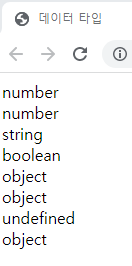 데이터 타입
number
number
string
boolean
object
object
undefined
object